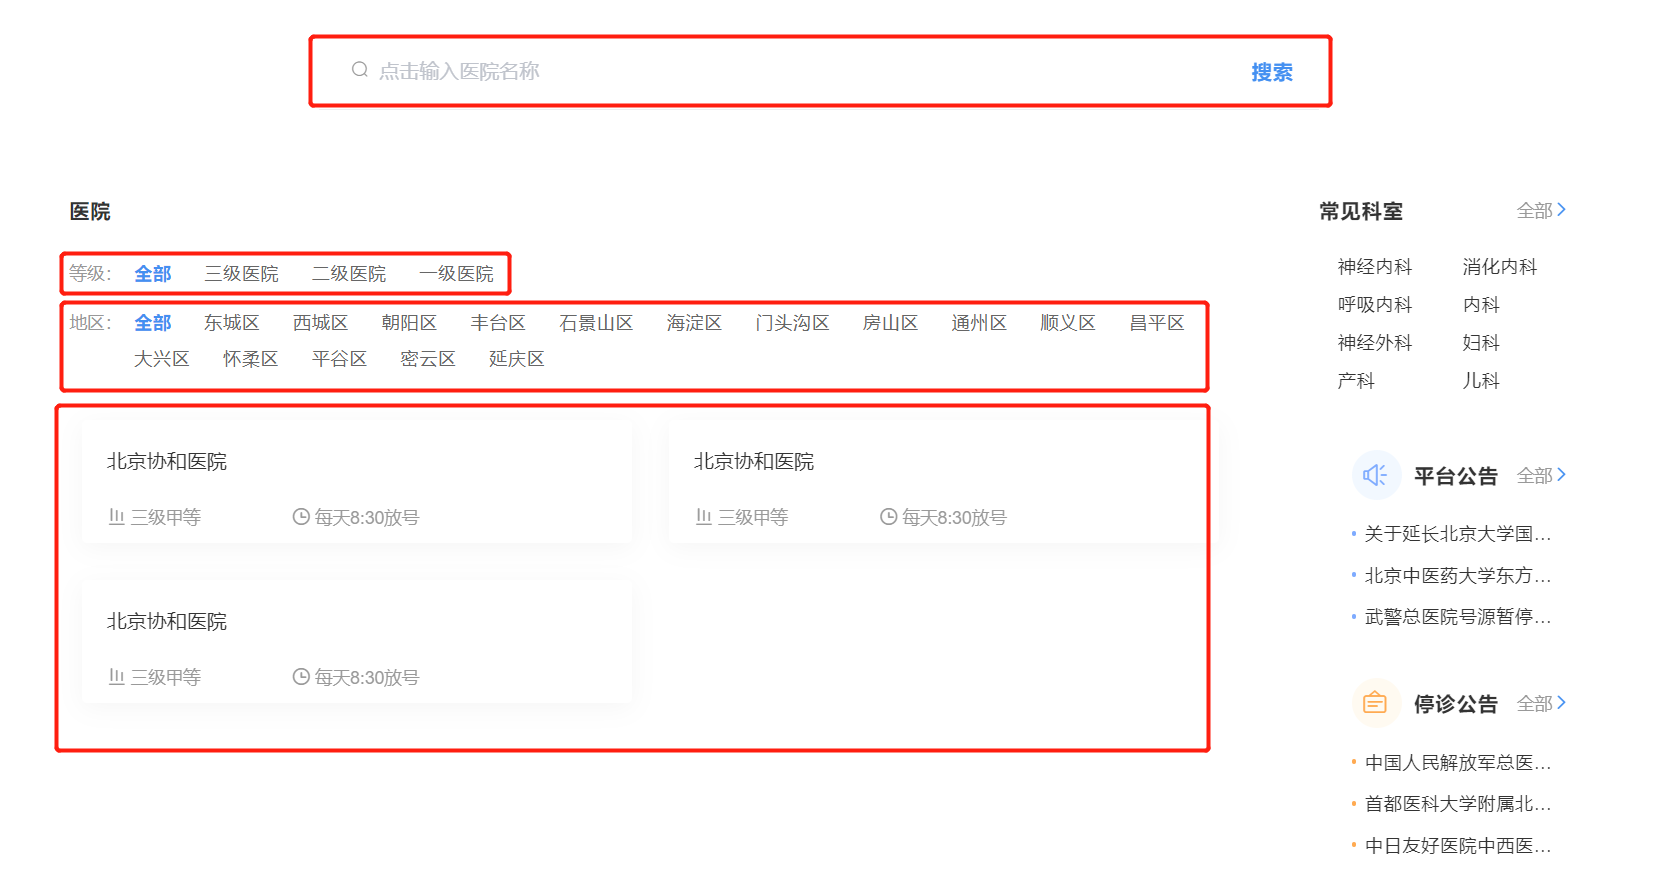 点击输入医院名称 搜索
医院
等级： 全部 三级医院 二级医院 一级医院
地区： 全部 东城区 西城区 朝阳区 丰台区 石景山区 海淀区 门头沟区 房山区 通州区 顺义区 昌平区
大兴区 怀柔区 平谷区 密云区 延庆区
北京协和医院
三级甲等 每天8:30放号
北京协和医院
三级甲等 每天8:30放号
北京协和医院
三级甲等 每天8:30放号
常见科室 全部
神经内科 消化内科
呼吸内科 内科
神经外科 妇科
产科 儿科
平台公告 全部
关于延长北京大学国...
北京中医药大学东方...
武警总医院号源暂停...
停诊公告 全部
中国人民解放军总医...
首都医科大学附属北...
中日友好医院中西医...